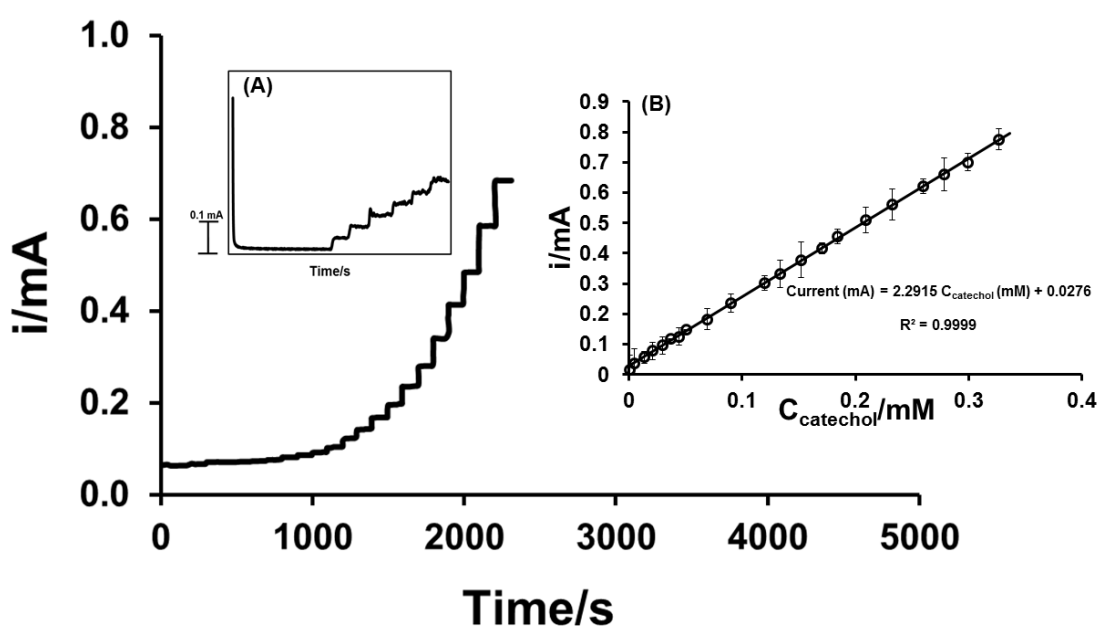 1.0
0.8
0.6
0.4
0.2
0.0
i/mA
0 1000 2000 3000 4000 5000
Time/s
(A)
0.1 mA
Time/s
(B)
0.9
0.8
0.7
0.6
0.5
0.4
0.3
0.2
0.1
0
i/mA
Current (mA) = 2.2915 Ccatechol (mM) + 0.0276
R² = 0.9999
0 0.1 0.2 0.3 0.4
Ccatechol/mM